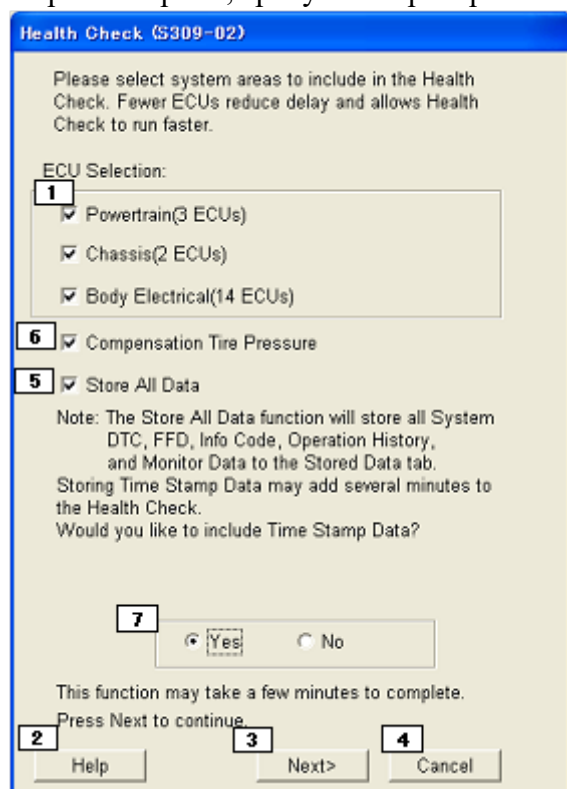 Health Check (S309-02)
Please select system areas to include in the Health
Check. Fewer ECUs reduce delay and allows Health
Check to run faster.
ECU Selection:
1
Powertrain(3 ECUs)
Chassis(2 ECUs)
Body Electrical(14 ECUs)
6 Compensation Tire Pressure
5 Store All Data
Note: The Store All Data function will store all System
DTC, FFD, Info Code, Operation History,
and Monitor Data to the Stored Data tab.
Storing Time Stamp Data may add several minutes to
the Health Check.
Would you like to include Time Stamp Data?
7
Yes No
This function may take a few minutes to complete.
Press Next to continue.
2 3 4
Help Next> Cancel